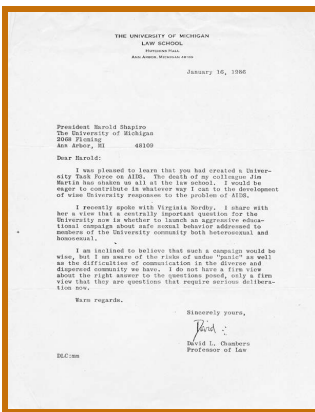 THE UNIVERSITY OF MICHIGAN
LAW SCHOOL
HUTCHINS HALL
ANN ARBOR, MICHIGAN 48109
January 16, 1986
President Harold Shapiro
The University of Michigan
2068 Fleming
Ann Arbor, MI 48109
Dear Harold:
I was pleased to learn that you had created a Univer-
sity Task Force on AIDS. The death of my colleague Jim
Martin has shaken us all at the law school. I would be
eager to contribute in whatever way I can to the development
of wise University responses to the problem of AIDS.
I recently spoke with Virginia Nordby. I share with
her a view that a centrally important question for the
University now is whether to launch an aggressive educa-
tional campaign about safe sexual behavior addressed to
members of the University community both heterosexual and
homosexual.
I am inclined to believe that such a campaign would be
wise, but I am aware of the risks of undue "panic" as well
as the difficulties of communication in the diverse and
dispersed community we have. I do not have a firm view
about the right answer to the questions posed, only a firm
view that they are questions that require serious delibera-
tion now.
Warm regards.
Sincerely yours,
David
David L. Chambers
Professor of Law
DLC:mm